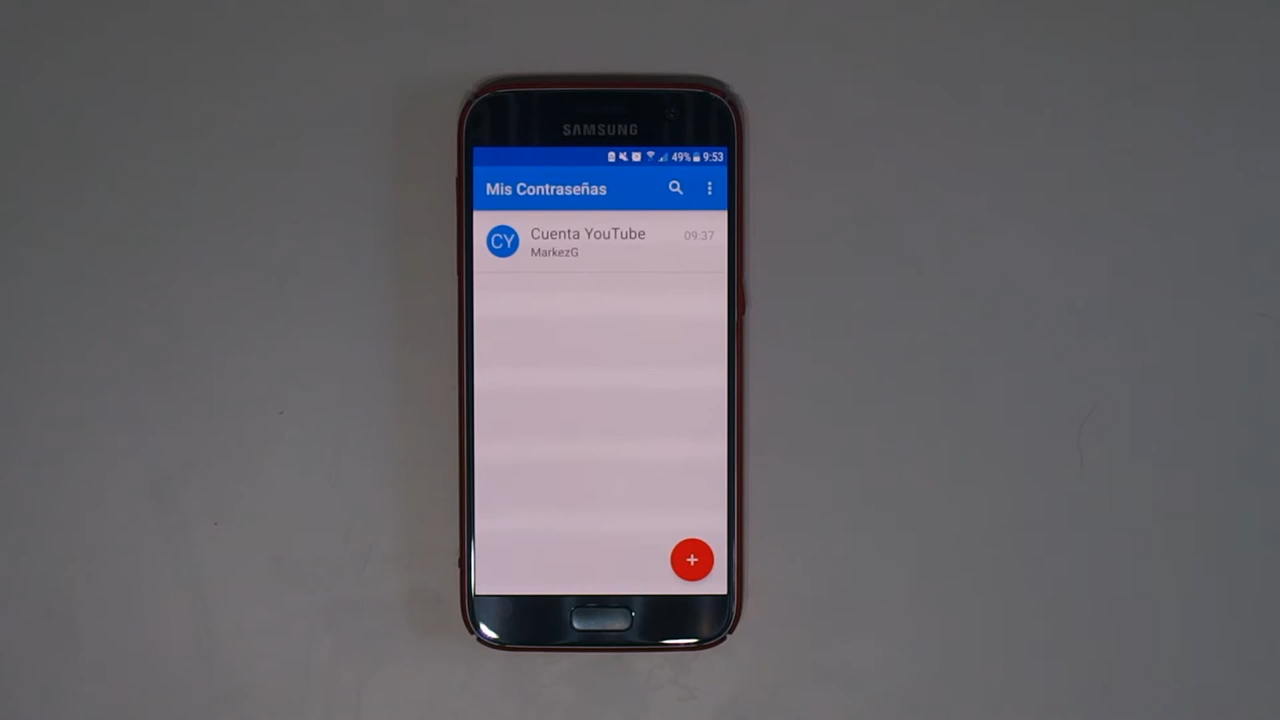 SAMSUNG
49% 9:53
Mis Contraseñas
CY
Cuenta YouTube
09:37
MarkezG
+